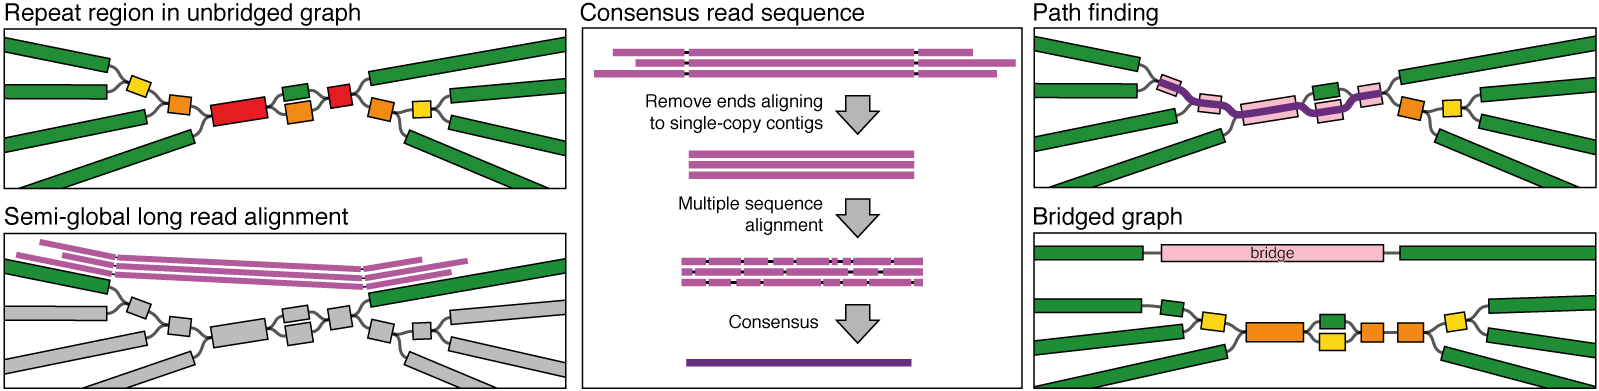 Repeat region in unbridged graph
Semi-global long read alignment
Consensus read sequence
Remove ends aligning
to single-copy contigs
Multiple sequence
alignment
Consensus
Path finding
Bridged graph
bridge